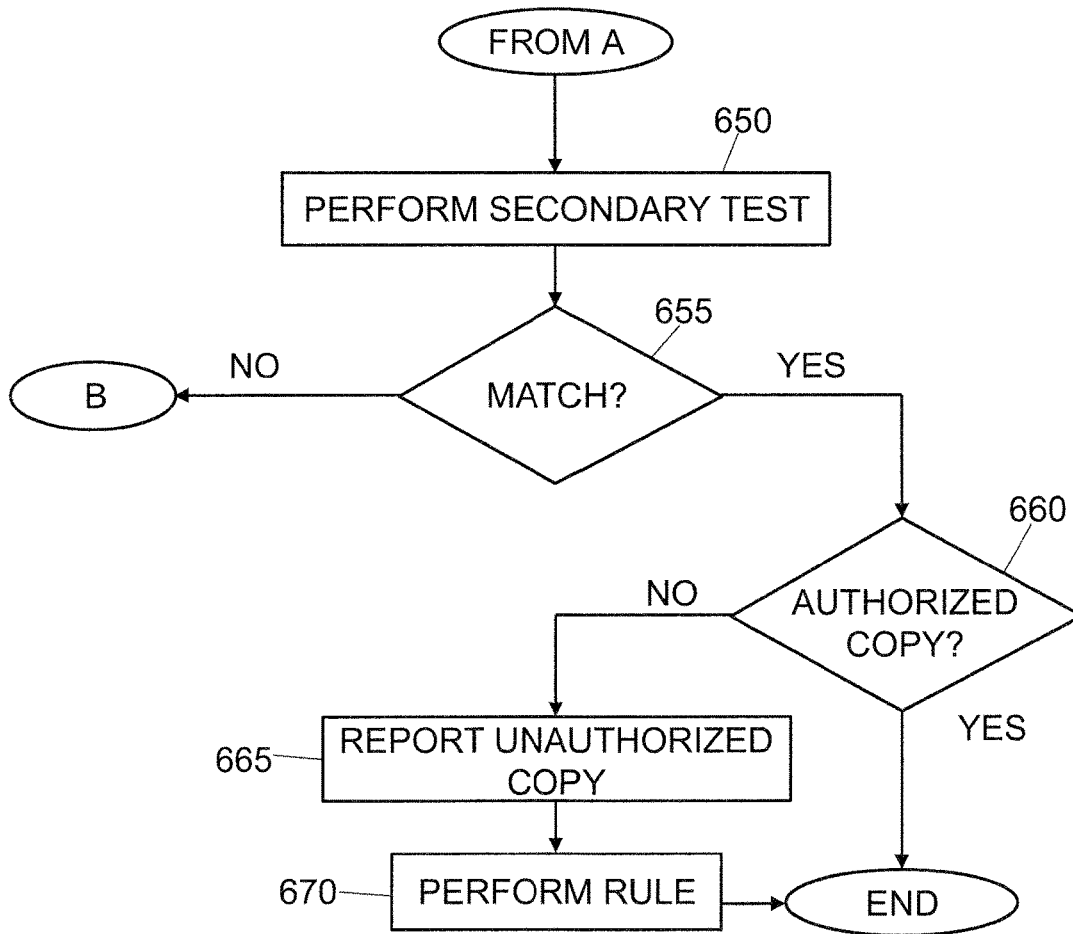 FROM A
650
PERFORM SECONDARY TEST
655
NO
YES
B
MATCH?
660
NO
AUTHORIZED
COPY?
YES
REPORT UNAUTHORIZED
COPY
665
670
PERFORM RULE
END